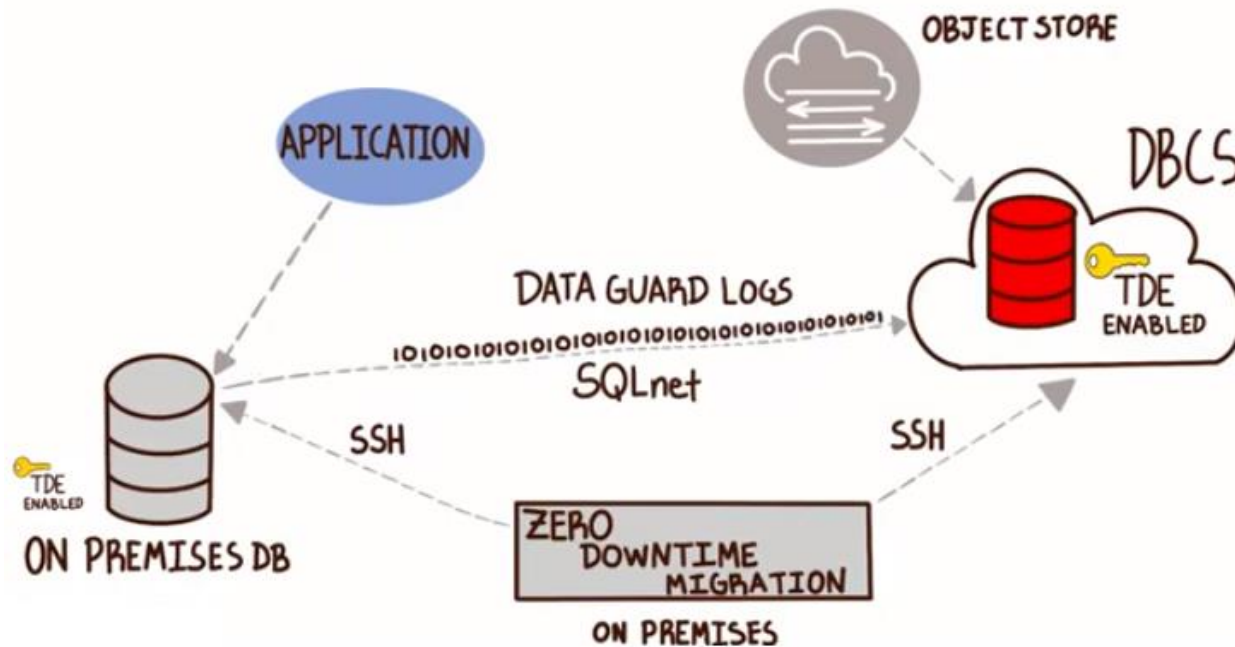 OBJECT STORE
APPLICATION
DBCS
DATA GUARD LOGS
TDE
ENABLED
101010101010101010101010101010101010101
SQLnet
SSH
SSH
TDE
ENABLED
ON PREMISES DB
ZERO
DOWNTIME
MIGRATION
ON PREMISES